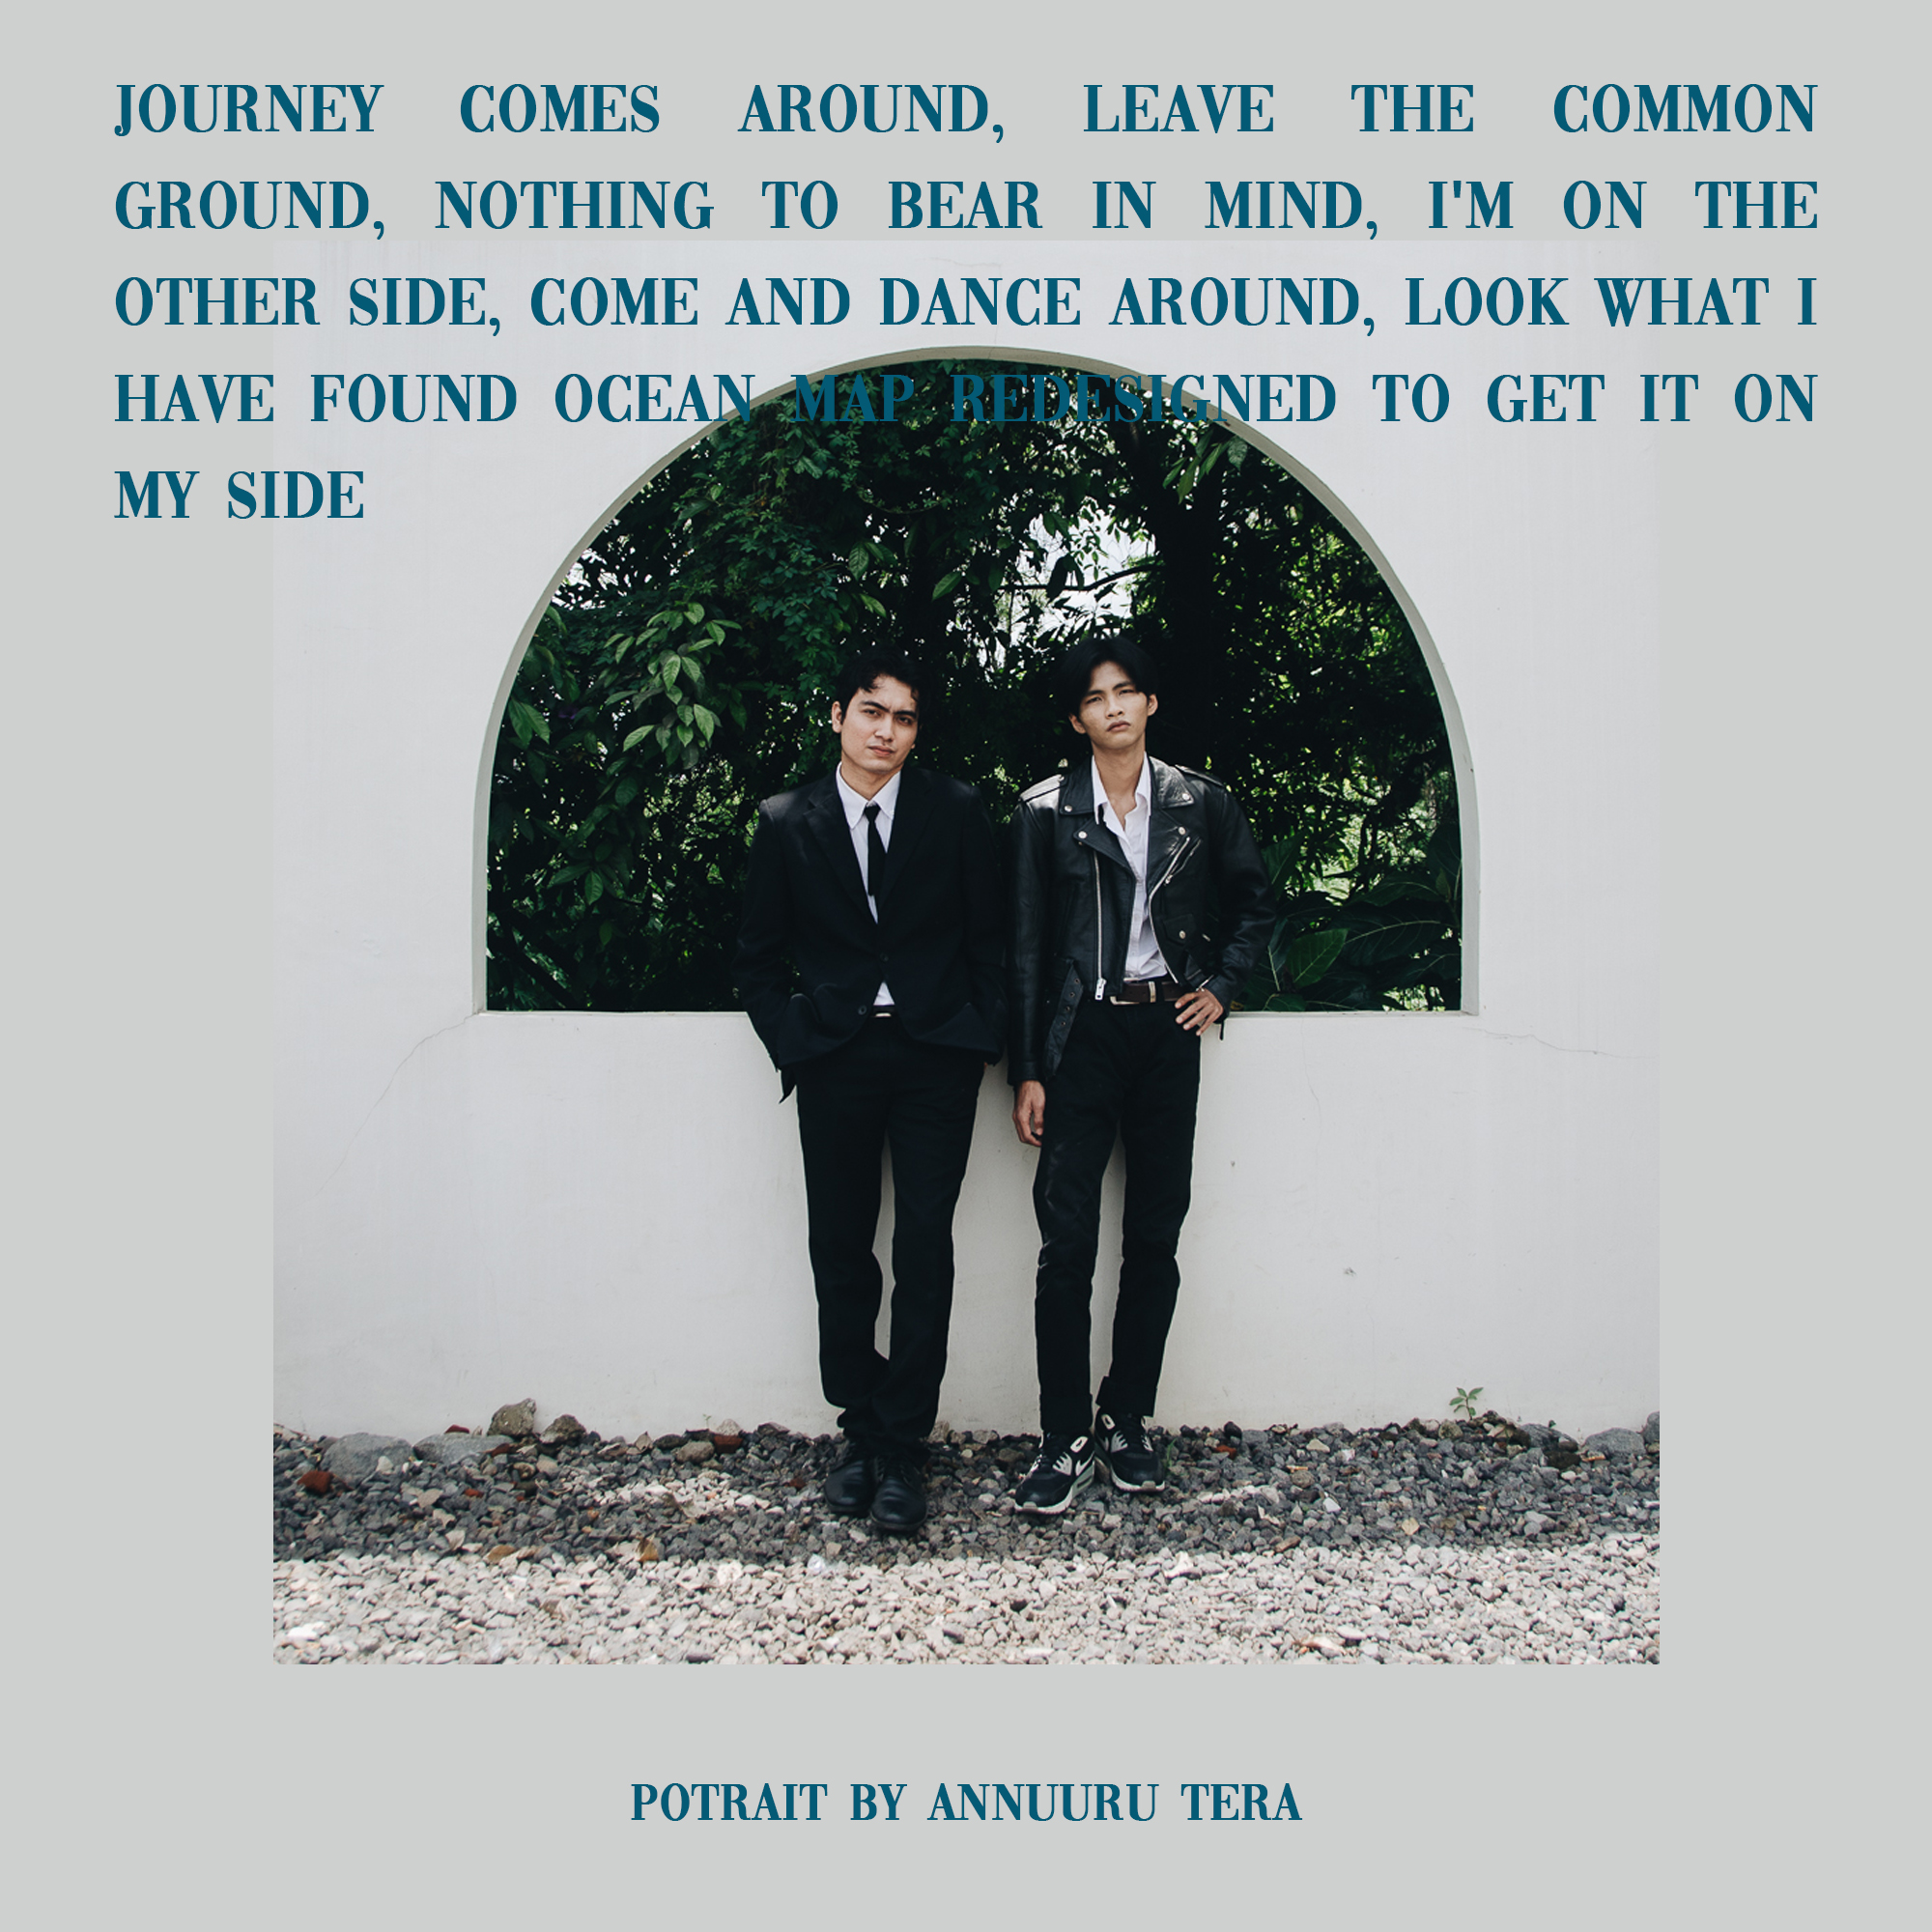 JOURNEY COMES AROUND, LEAVE THE COMMON
GROUND, NOTHING TO BEAR IN MIND, I'M ON THE
OTHER SIDE, COME AND DANCE AROUND, LOOK WHAT I
HAVE FOUND OCEAN MAP REDESIGNED TO GET IT ON
MY SIDE
POTRAIT BY ANNUURU TERA